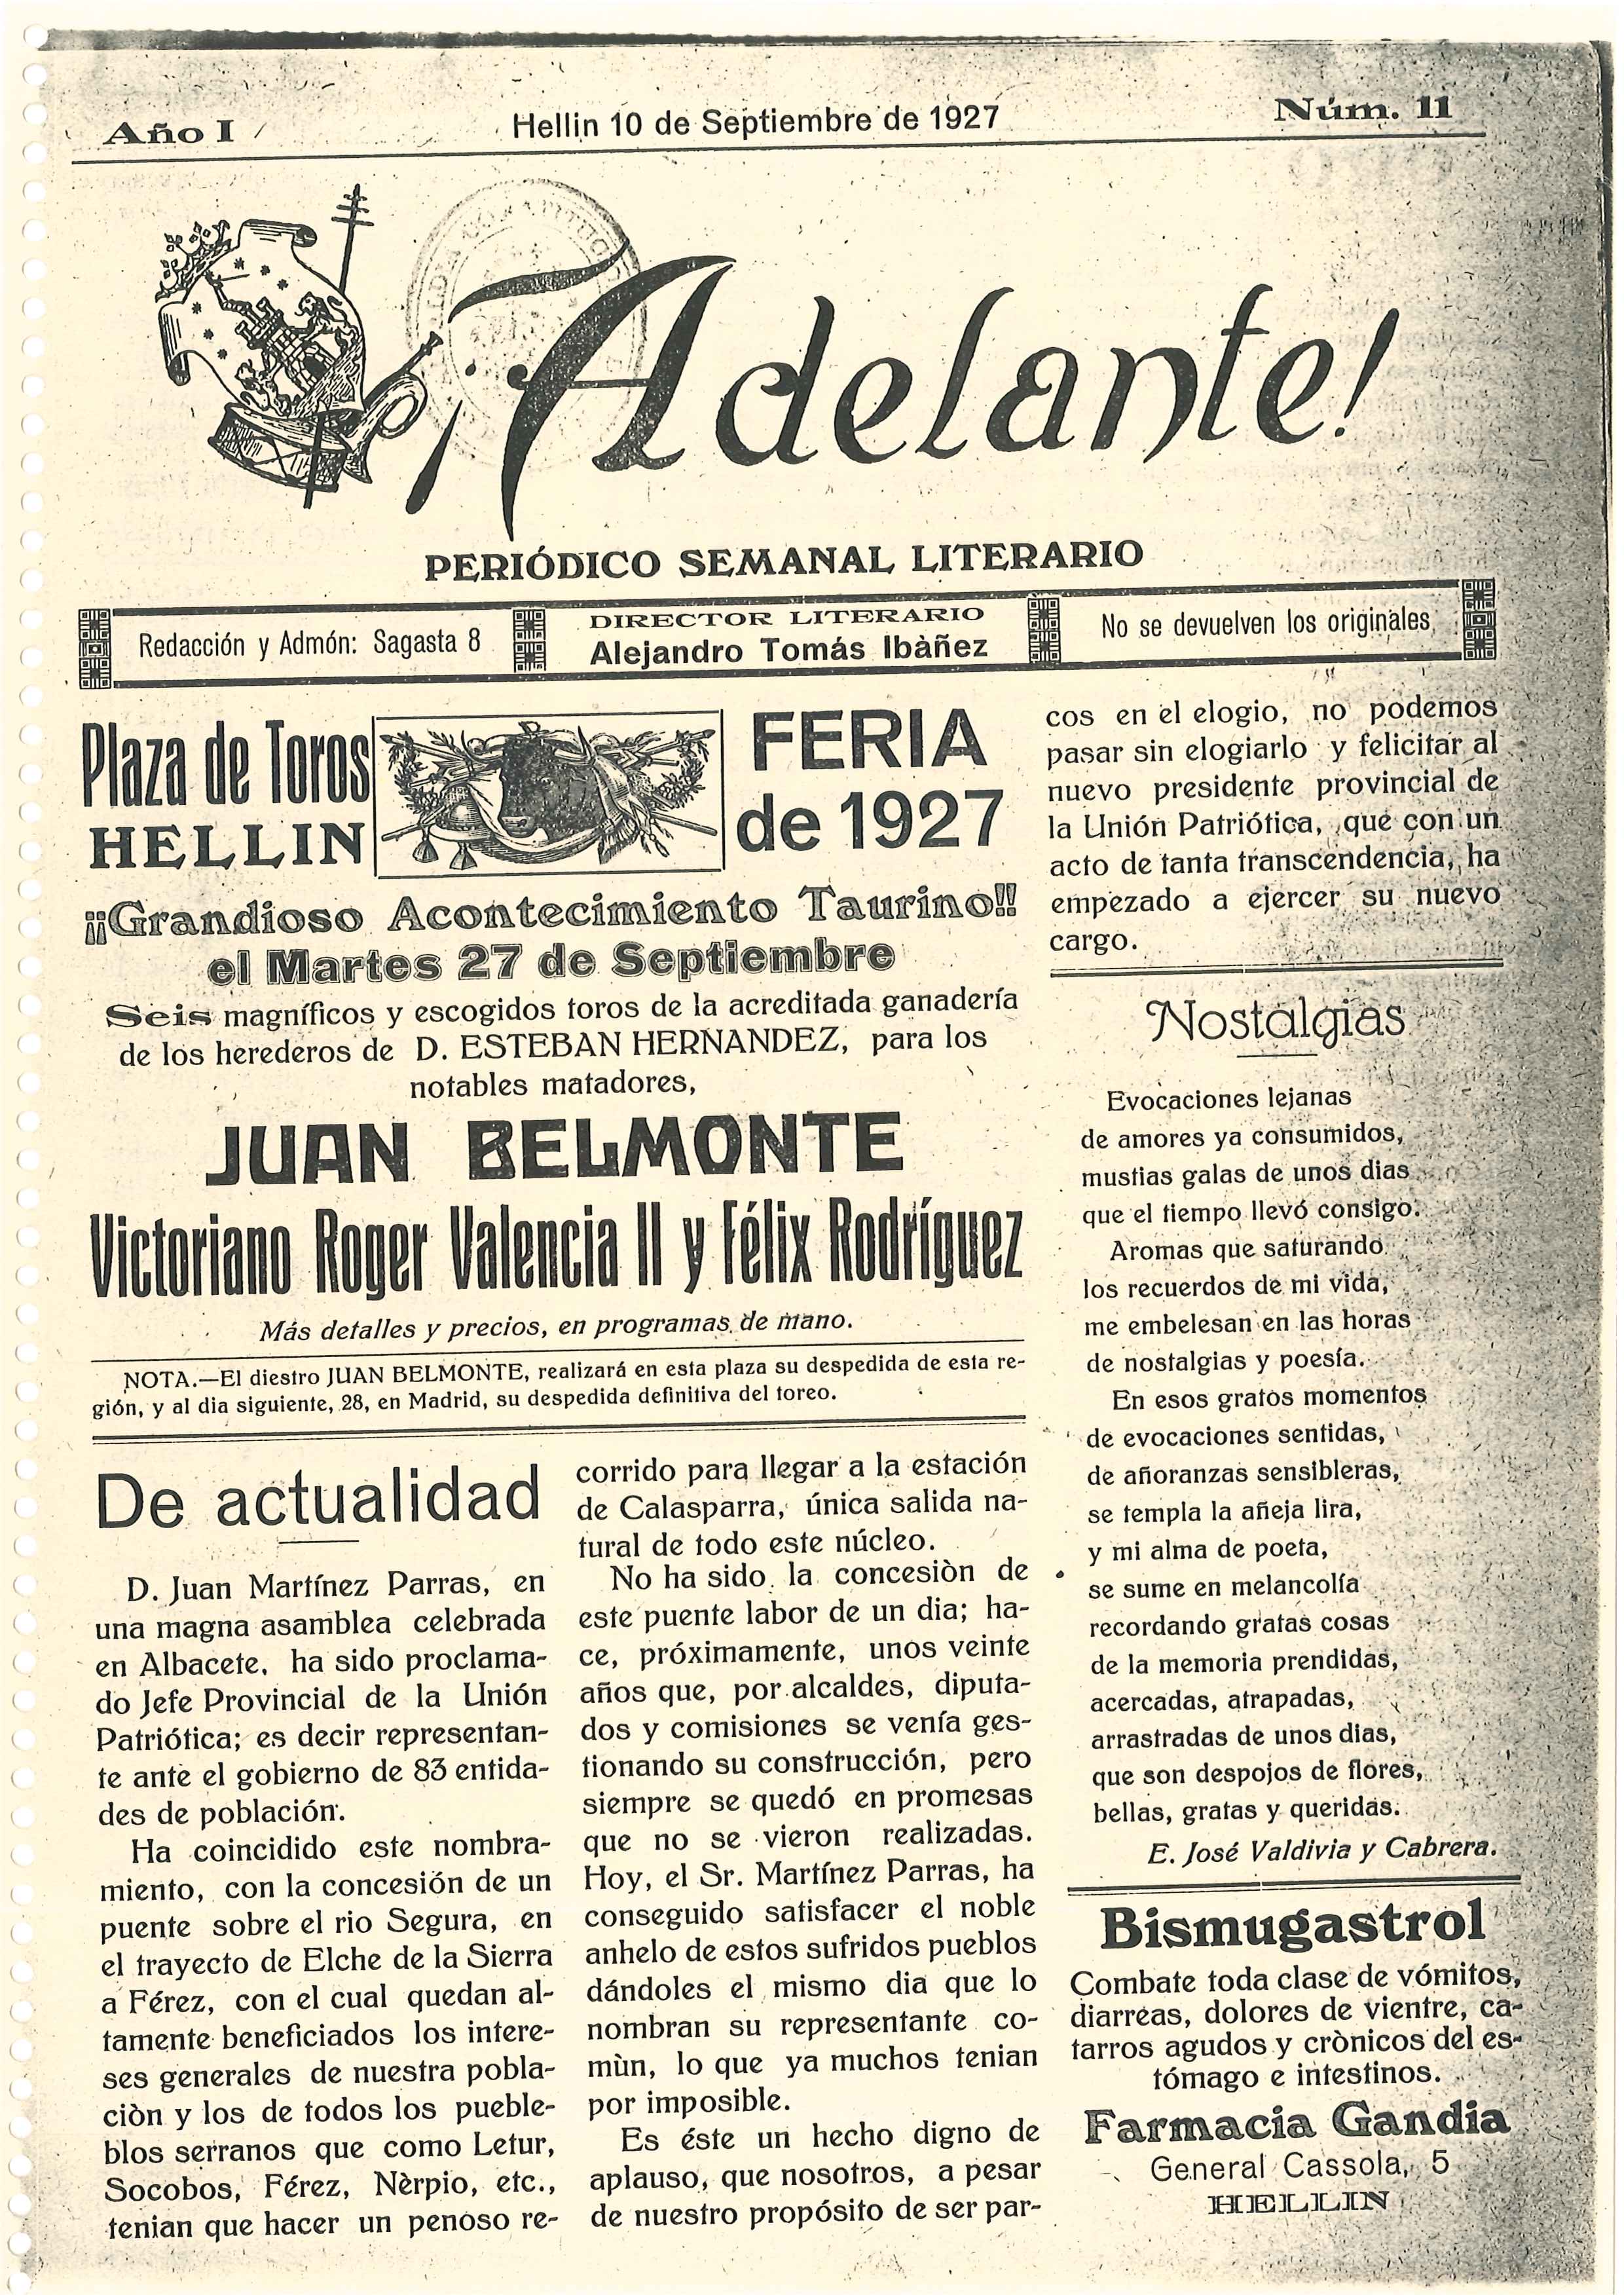 Año I
Hellin 10 de Septiembre de 1927
Núm. 11
¡Adelante!
PERIÓDICO SEMANAL LITERARIO
Redacción y Admón: Sagasta 8
DIRECTOR LITERARIO
Alejandro Tomás Ibàñez
No se devuelven los originales
Plaza de Toros
HELLIN
FERIA
de 1927
¡¡Grandioso Acontecimiento Taurino!!
el Martes 27 de Septiembre
Seis magníficos y escogidos toros de la acreditada ganadería
de los herederos de D. ESTEBAN HERNANDEZ, para los
notables matadores,
JUAN BELMONTE
Victoriano Roger Valencia II y Félix Rodríguez
Más detalles y precios, en programas de mano.
NOTA.—El diestro JUAN BELMONTE, realizará en esta plaza su despedida de esta re-
gión, y al dia siguiente, 28, en Madrid, su despedida definitiva del toreo.
De actualidad
D. Juan Martínez Parras, en
una magna asamblea celebrada
en Albacete, ha sido proclama-
do Jefe Provincial de la Unión
Patriótica; es decir representan-
te ante el gobierno de 83 entida-
des de población.
Ha coincidido este nombra-
miento, con la concesión de un
puente sobre el rio Segura, en
el trayecto de Elche de la Sierra
a Férez, con el cual quedan al-
tamente beneficiados los intere-
ses generales de nuestra pobla-
ciòn y los de todos los pueble-
blos serranos que como Letur,
Socobos, Férez, Nèrpio, etc.,
tenian que hacer un penoso re-
corrido para llegar a la estación
de Calasparra, única salida na-
tural de todo este núcleo.
No ha sido la concesiòn de
este puente labor de un dia; ha-
ce, próximamente, unos veinte
años que, por alcaldes, diputa-
dos y comisiones se venía ges-
tionando su construcción, pero
siempre se quedó en promesas
que no se vieron realizadas.
Hoy, el Sr. Martínez Parras, ha
conseguido satisfacer el noble
anhelo de estos sufridos pueblos
dándoles el mismo dia que lo
nombran su representante co-
mùn, lo que ya muchos tenian
por imposible.
Es éste un hecho digno de
aplauso, que nosotros, a pesar
de nuestro propósito de ser par-
cos en el elogio, no podemos
pasar sin elogiarlo y felicitar al
nuevo presidente provincial de
la Unión Patriótica, que con un
acto de tanta transcendencia, ha
empezado a ejercer su nuevo
cargo.
Nostalgias
Evocaciones lejanas
de amores ya consumidos,
mustias galas de unos dias
que el tiempo llevó consigo.
Aromas que saturando
los recuerdos de mi vida,
me embelesan en las horas
de nostalgias y poesía.
En esos gratos momentos
de evocaciones sentidas,
de añoranzas sensibleras,
se templa la añeja lira,
y mi alma de poeta,
se sume en melancolía
recordando gratas cosas
de la memoria prendidas,
acercadas, atrapadas,
arrastradas de unos dias,
que son despojos de flores,
bellas, gratas y queridas.
E. José Valdivia y Cabrera.
Bismugastrol
Combate toda clase de vómitos,
diarreas, dolores de vientre, ca-
tarros agudos y crònicos del es-
tómago e intestinos.
Farmacia Gandia
General Cassola, 5
HELLIN